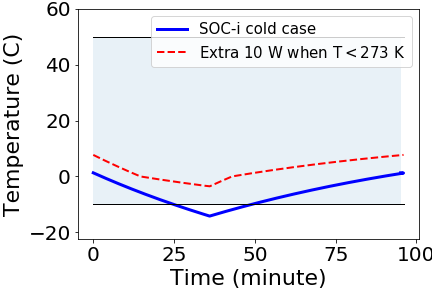 60
40
20
0
−20
Temperature (C)
SOC-i cold case
Extra 10 W when T < 273 K
0
25
50
75
100
Time (minute)